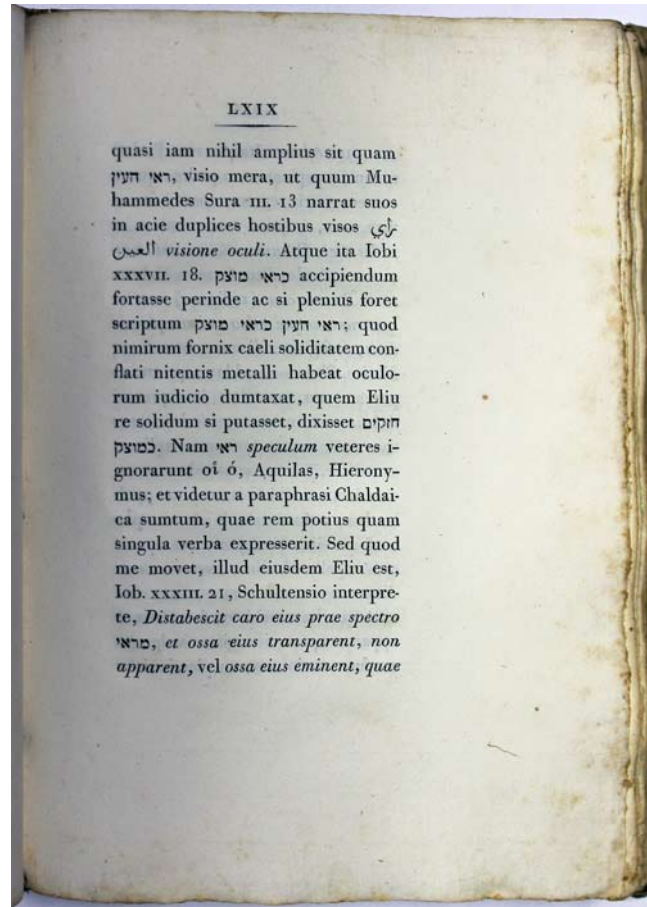 LXIX
quasi iam nihil amplius sit quam
ראי העין, visio mera, ut quum Mu-
hammedes Sura III. 13 narrat suos
in acie duplices hostibus visos راي
العين visione oculi. Atque ita Iobi
XXXVII. 18. כראי מוצק accipiendum
fortasse perinde ac si plenius foret
scriptum ראי העין כראי מוצק; quod
nimirum fornix caeli soliditatem con-
flati nitentis metalli habeat oculo-
rum iudicio dumtaxat, quem Eliu
re solidum si putasset, dixisset חזקים
כמוצק. Nam ראי speculum veteres i-
gnorarunt οἱ ό, Aquilas, Hierony-
mus; et videtur a paraphrasi Chaldai-
ca sumtum, quae rem potius quam
singula verba expresserit. Sed quod
me movet, illud eiusdem Eliu est,
Iob. XXXIII. 21, Schultensio interpre-
te, Distabescit caro eius prae spectro
מראי, et ossa eius transparent, non
apparent, vel ossa eius eminent, quae